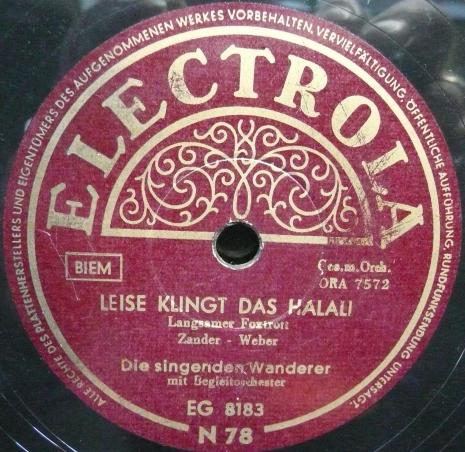 ALLE RECHTE DES PLATTENHERSTELLERS UND EIGENTÜMERS DES AUFGENOMMENEN WERKES VORBEHALTEN, VERVIELFÄLTIGUNG, ÖFFENTLICHE AUFFÜHRUNG, RUNDFUNKSENDUNG UNTERSAGT.
ELECTROLA
BIEM
Ges.m.Orch.
ORA 7572
LEISE KLINGT DAS HALALI
Langsamer Foxtrott
Zander - Weber
Die singenden Wanderer
mit Begleitorchester
EG 8183
N 78